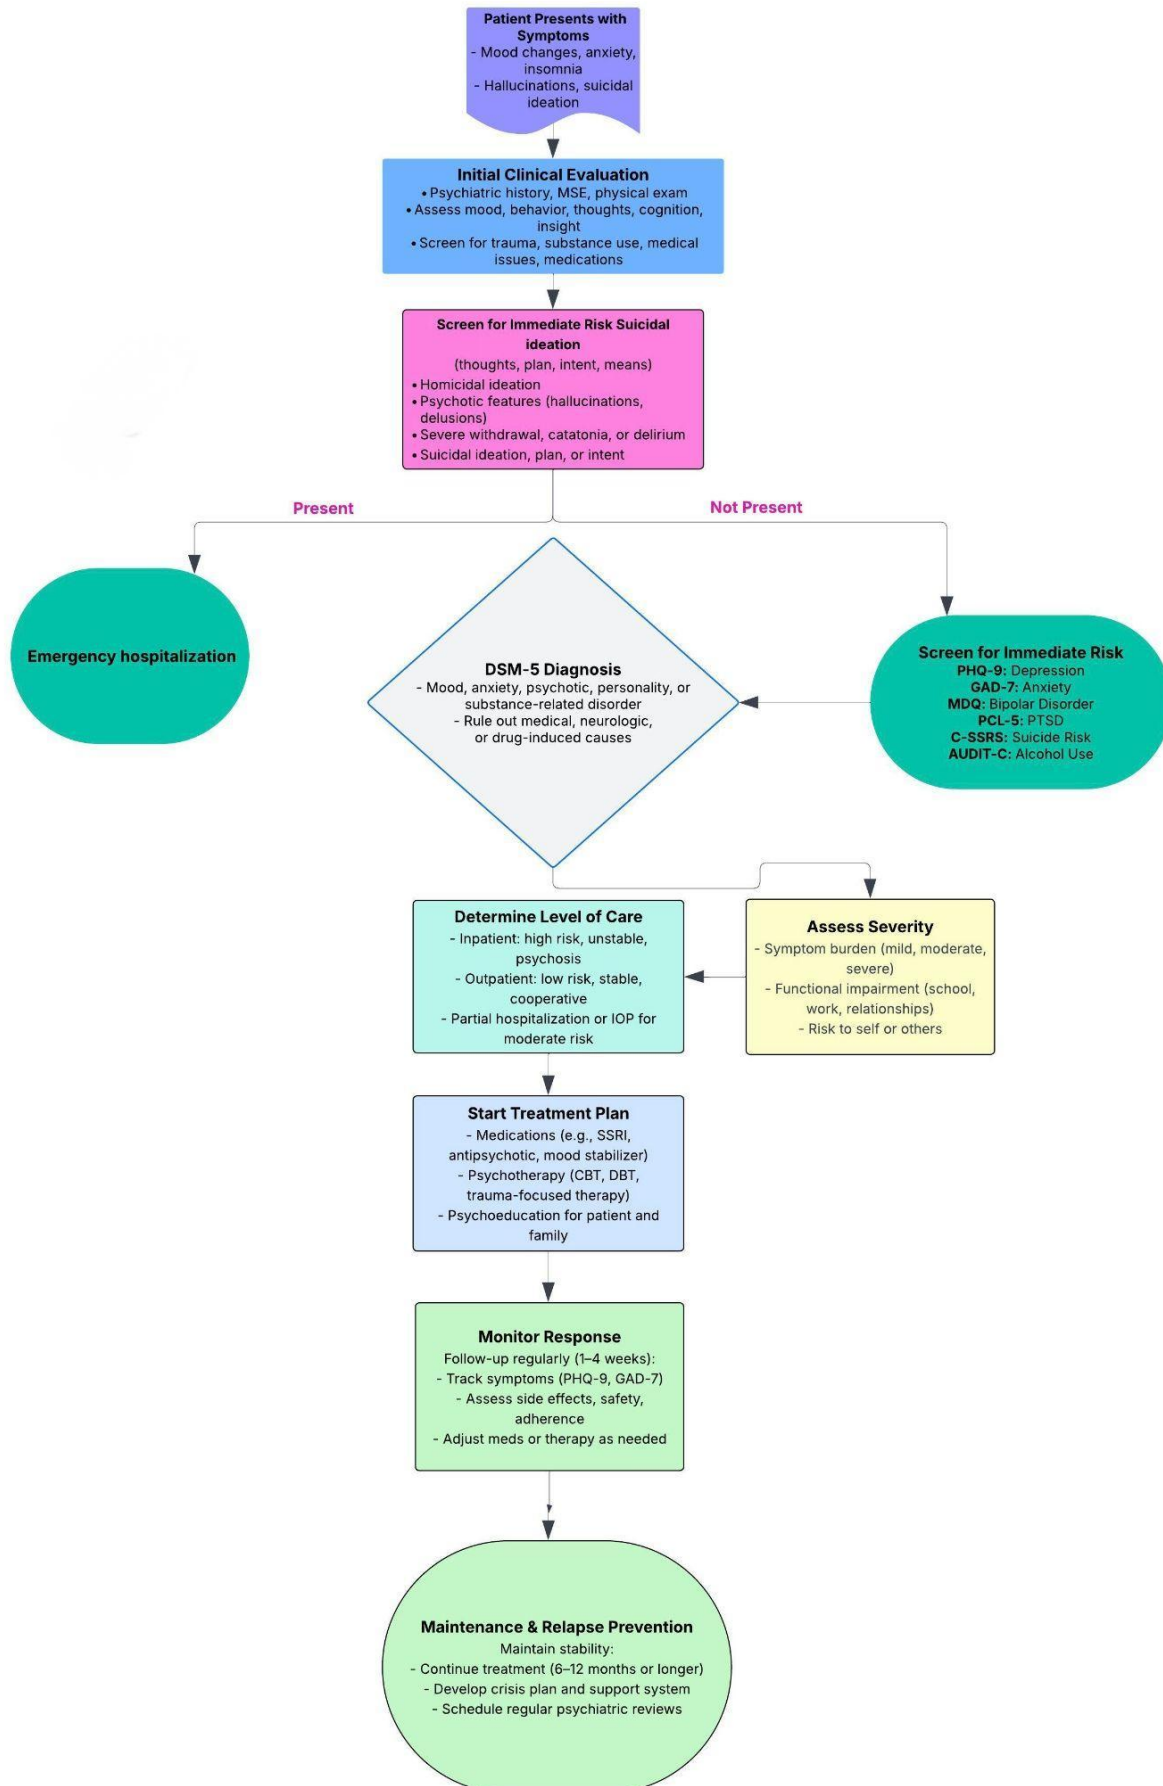 Patient Presents with
Symptoms
- Mood changes, anxiety,
insomnia
- Hallucinations, suicidal
ideation
Initial Clinical Evaluation
• Psychiatric history, MSE, physical exam
• Assess mood, behavior, thoughts, cognition,
insight
• Screen for trauma, substance use, medical
issues, medications
Screen for Immediate Risk Suicidal
ideation
(thoughts, plan, intent, means)
• Homicidal ideation
• Psychotic features (hallucinations,
delusions)
• Severe withdrawal, catatonia, or delirium
• Suicidal ideation, plan, or intent
Present
Not Present
Emergency hospitalization
Screen for Immediate Risk
PHQ-9: Depression
GAD-7: Anxiety
MDQ: Bipolar Disorder
PCL-5: PTSD
C-SSRS: Suicide Risk
AUDIT-C: Alcohol Use
DSM-5 Diagnosis
- Mood, anxiety, psychotic, personality, or
substance-related disorder
- Rule out medical, neurologic,
or drug-induced causes
Assess Severity
- Symptom burden (mild, moderate,
severe)
- Functional impairment (school,
work, relationships)
- Risk to self or others
Determine Level of Care
- Inpatient: high risk, unstable,
psychosis
- Outpatient: low risk, stable,
cooperative
- Partial hospitalization or IOP for
moderate risk
Start Treatment Plan
- Medications (e.g., SSRI,
antipsychotic, mood stabilizer)
- Psychotherapy (CBT, DBT,
trauma-focused therapy)
- Psychoeducation for patient and
family
Monitor Response
Follow-up regularly (1–4 weeks):
- Track symptoms (PHQ-9, GAD-7)
- Assess side effects, safety,
adherence
- Adjust meds or therapy as needed
Maintenance & Relapse Prevention
Maintain stability:
- Continue treatment (6–12 months or longer)
- Develop crisis plan and support system
- Schedule regular psychiatric reviews